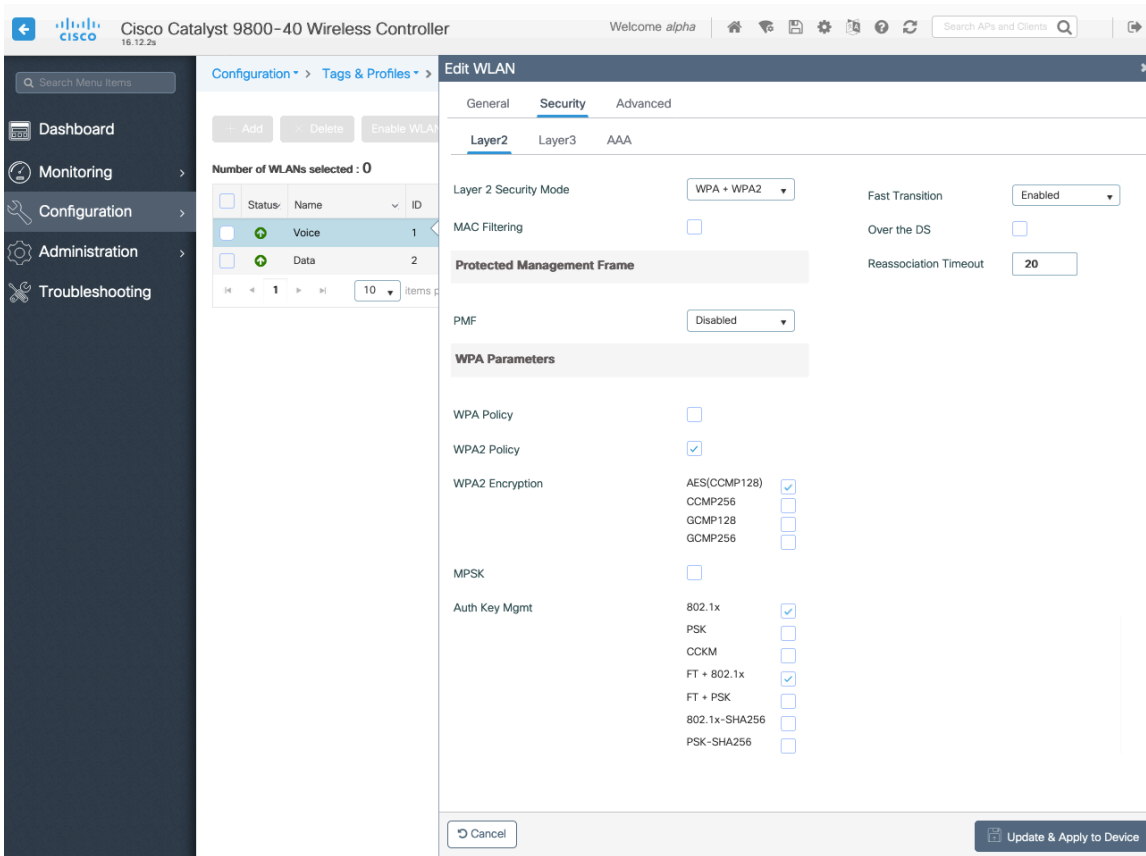 CISCO
Cisco Catalyst 9800-40 Wireless Controller
16.12.2s
Welcome alpha
Search APs and Clients
Search Menu Items
Dashboard
Monitoring
Configuration
Administration
Troubleshooting
Configuration > Tags & Profiles >
+ Add
× Delete
Enable WLAN
Number of WLANs selected : 0
Status Name ID
Voice 1
Data 2
1 10 items p
Edit WLAN
General Security Advanced
Layer2 Layer3 AAA
Layer 2 Security Mode WPA + WPA2
MAC Filtering
Protected Management Frame
PMF Disabled
WPA Parameters
WPA Policy
WPA2 Policy
WPA2 Encryption AES(CCMP128)
CCMP256
GCMP128
GCMP256
MPSK
Auth Key Mgmt 802.1x
PSK
CCKM
FT + 802.1x
FT + PSK
802.1x-SHA256
PSK-SHA256
Fast Transition Enabled
Over the DS
Reassociation Timeout 20
Cancel
Update & Apply to Device